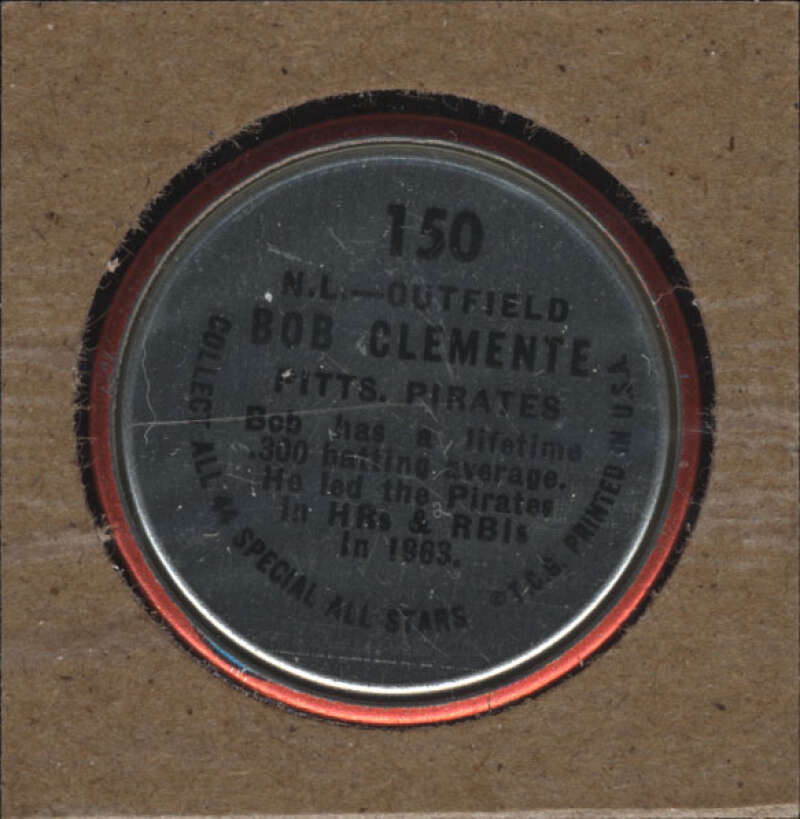 150
N.L.—OUTFIELD
BOB CLEMENTE
PITTS. PIRATES
Bob has a lifetime
.300 batting average.
He led the Pirates
in HRs & RBIs
in 1963.
COLLECT ALL 44 SPECIAL ALL STARS
© T.C.G. PRINTED IN U.S.A.